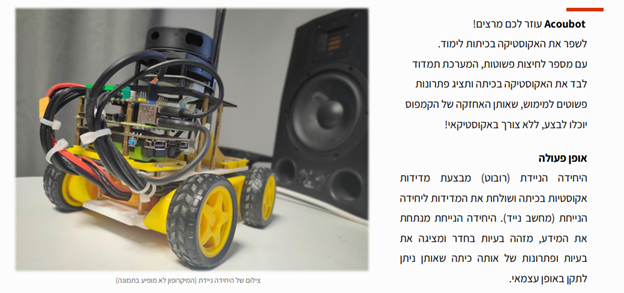 Acoubot עוזר לכם מרצים!
לשפר את האקוסטיקה בכיתות לימוד.
עם מספר לחיצות פשוטות, המערכת תמדוד
לבד את האקוסטיקה בכיתה ותציג פתרונות
פשוטים למימוש, שאותן האחזקה של הקמפוס
יוכלו לבצע, ללא צורך באקוסטיקאי!
אופן פעולה
היחידה הניידת (רובוט) מבצעת מדידות
אקוסטיות בכיתה ושולחת את המדידות ליחידה
הנייחת (מחשב נייד). היחידה הנייחת מנתחת
את המידע, מזהה בעיות בחדר ומציגה את
בעיות ופתרונות של אותה כיתה שאותן ניתן
לתקן באופן עצמאי.
צילום של היחידה ניידת (המיקרופון לא מופיע בתמונה)